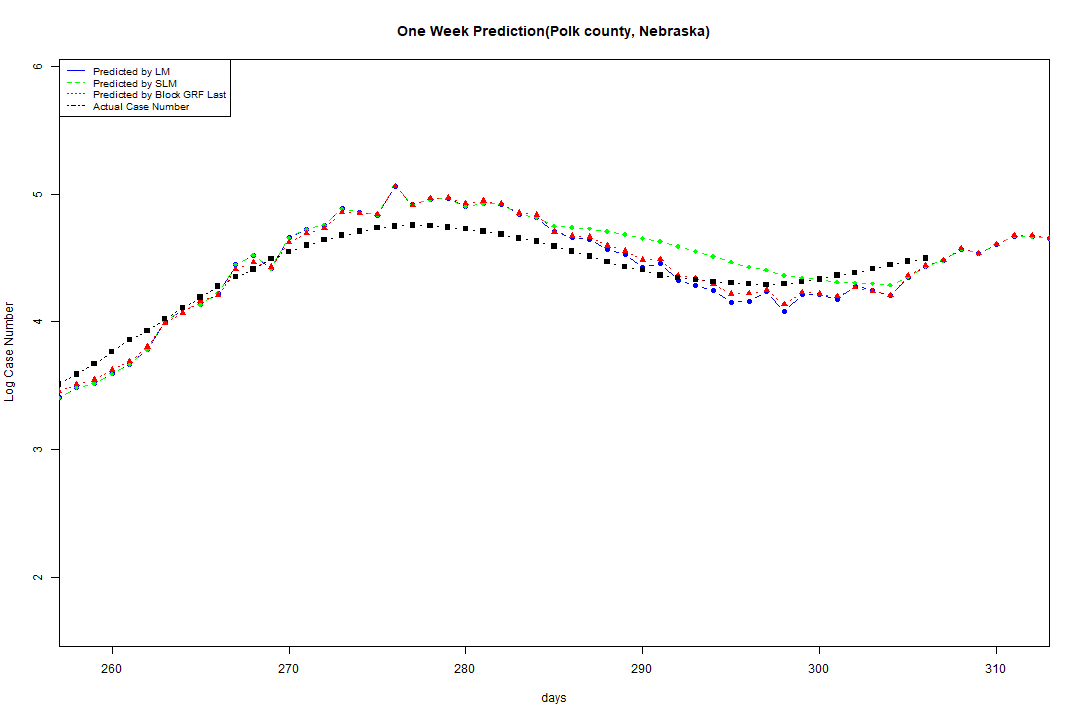 One Week Prediction(Polk county, Nebraska)
Predicted by LM
Predicted by SLM
Predicted by Block GRF Last
Actual Case Number
6
5
4
3
2
Log Case Number
260 270 280 290 300 310
days